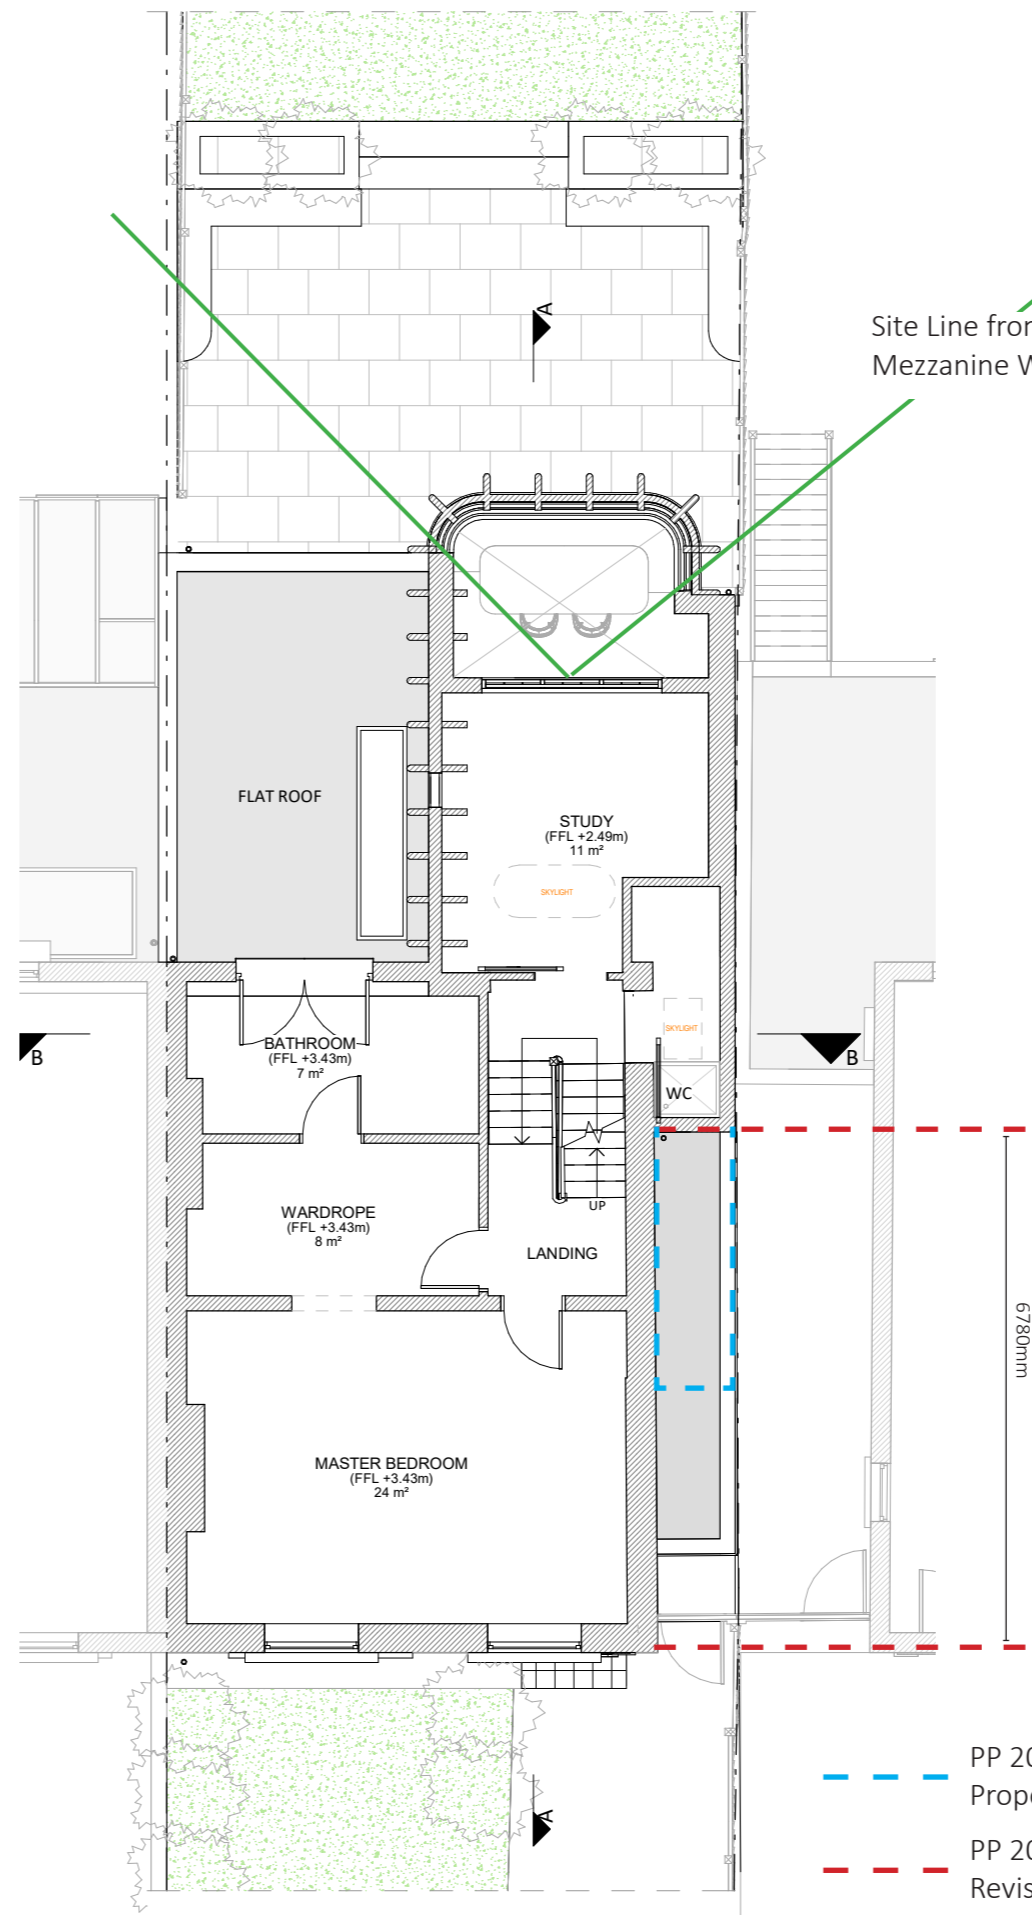 A
Site Line from
Mezzanine W
FLAT ROOF
STUDY
(FFL +2.49m)
11 m²
SKYLIGHT
SKYLIGHT
B
BATHROOM
(FFL +3.43m)
7 m²
B
WC
WARDROPE
(FFL +3.43m)
8 m²
UP
LANDING
6780mm
MASTER BEDROOM
(FFL +3.43m)
24 m²
PP 20
Prope
A
PP 20
Revis